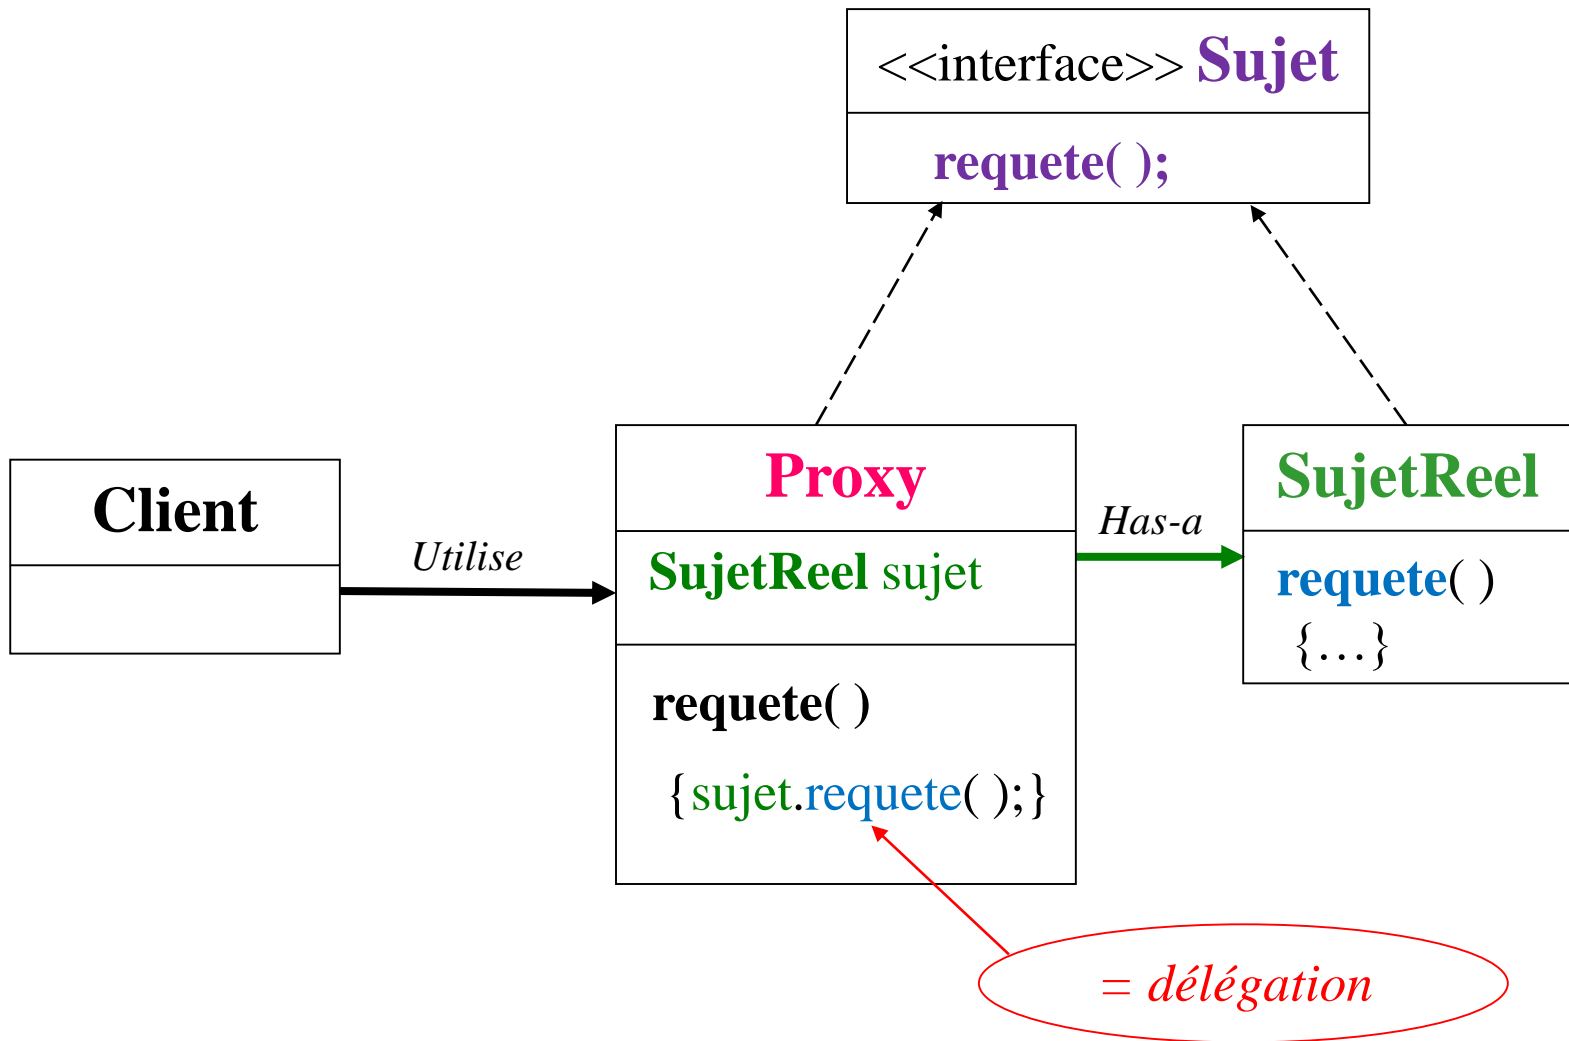 <<interface>> Sujet
requete( );
Client
Utilise
Proxy
SujetReel sujet
requete( )
{sujet.requete( );}
Has-a
SujetReel
requete( )
{…}
= délégation